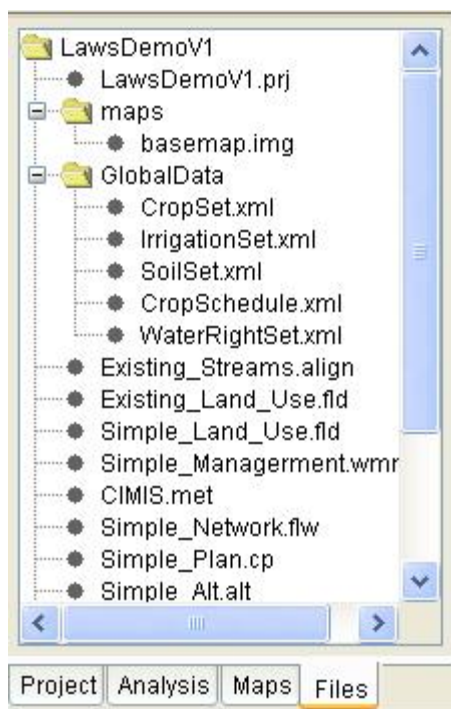 LawsDemoV1
LawsDemoV1.prj
maps
basemap.img
GlobalData
CropSet.xml
IrrigationSet.xml
SoilSet.xml
CropSchedule.xml
WaterRightSet.xml
Existing_Streams.align
Existing_Land_Use.fld
Simple_Land_Use.fld
Simple_Managerment.wmr
CIMIS.met
Simple_Network.flw
Simple_Plan.cp
Simple_Alt.alt
Project Analysis Maps Files